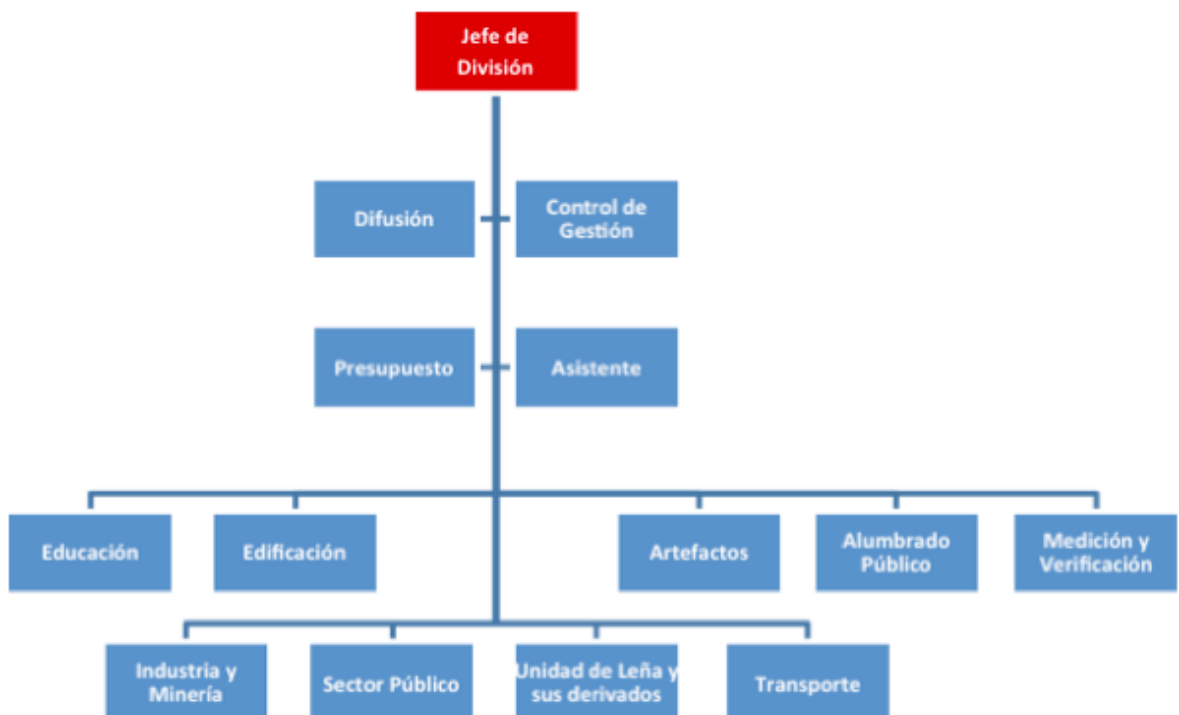 Jefe de
División
Difusión
Control de
Gestión
Presupuesto
Asistente
Educación
Edificación
Artefactos
Alumbrado
Público
Medición y
Verificación
Industria y
Minería
Sector Público
Unidad de Leña y
sus derivados
Transporte